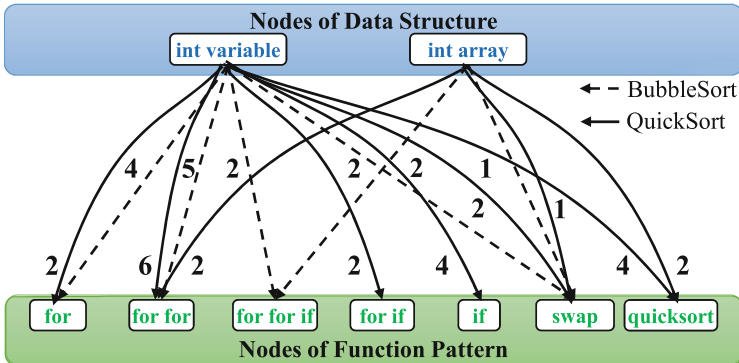 Nodes of Data Structure
int variable
int array
BubbleSort
QuickSort
4 5 2 2 2 1
2 1
2 6 2 2 4 4 2
for
for for
for for if
for if
if
swap
quicksort
Nodes of Function Pattern